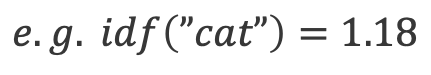 e.g. idf(”cat”) = 1.18